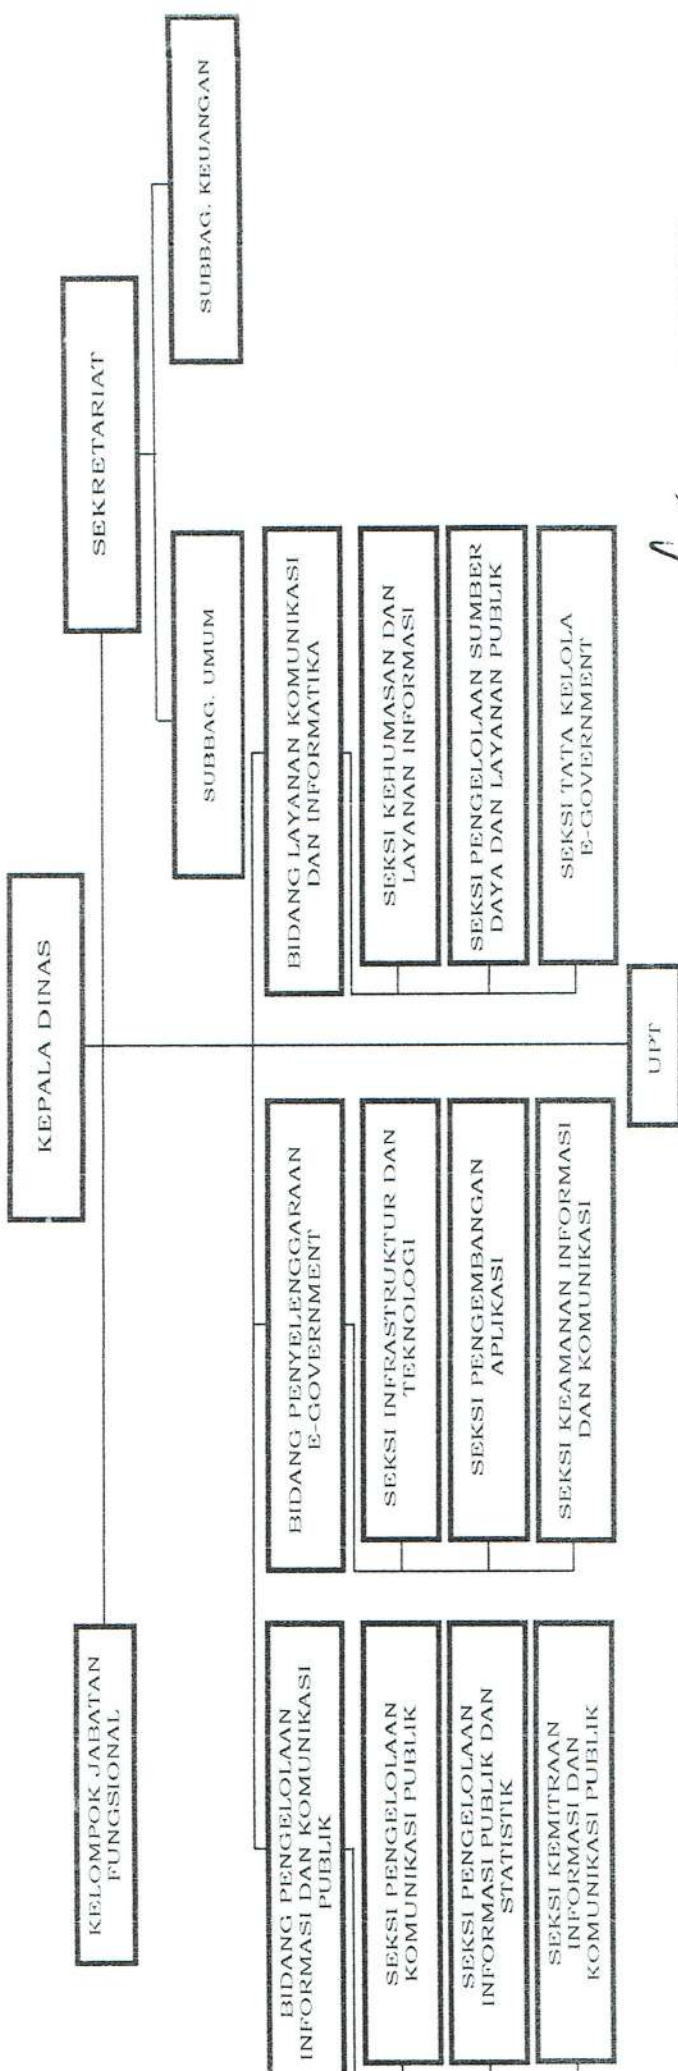 KEPALA DINAS
KELOMPOK JABATAN
FUNGSIONAL
SEKRETARIAT
SUBBAG. UMUM
SUBBAG. KEUANGAN
BIDANG PENGELOLAAN
INFORMASI DAN KOMUNIKASI
PUBLIK
SEKSI PENGELOLAAN
KOMUNIKASI PUBLIK
SEKSI PENGELOLAAN
INFORMASI PUBLIK DAN
STATISTIK
SEKSI KEMITRAAN
INFORMASI DAN
KOMUNIKASI PUBLIK
BIDANG PENYELENGGARAAN
E-GOVERNMENT
SEKSI INFRASTRUKTUR DAN
TEKNOLOGI
SEKSI PENGEMBANGAN
APLIKASI
SEKSI KEAMANAN INFORMASI
DAN KOMUNIKASI
BIDANG LAYANAN KOMUNIKASI
DAN INFORMATIKA
SEKSI KEHUMASAN DAN
LAYANAN INFORMASI
SEKSI PENGELOLAAN SUMBER
DAYA DAN LAYANAN PUBLIK
SEKSI TATA KELOLA
E-GOVERNMENT
UPT